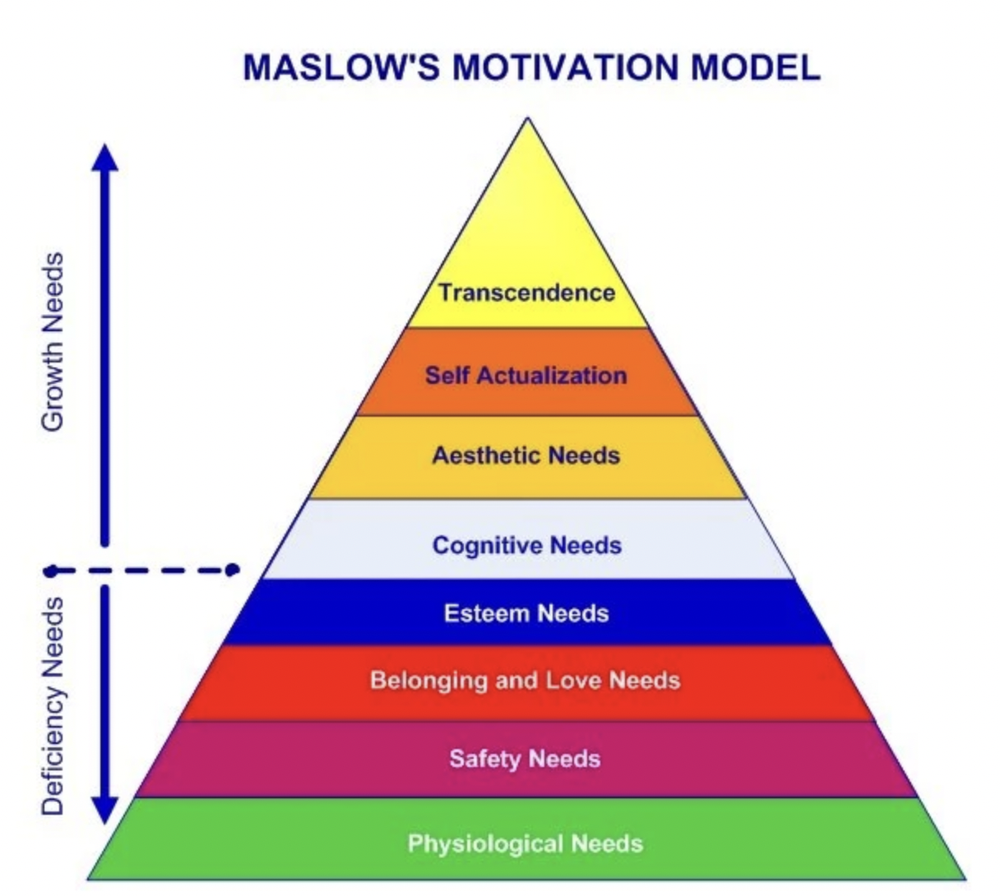 MASLOW'S MOTIVATION MODEL
Growth Needs
Deficiency Needs
Transcendence
Self Actualization
Aesthetic Needs
Cognitive Needs
Esteem Needs
Belonging and Love Needs
Safety Needs
Physiological Needs